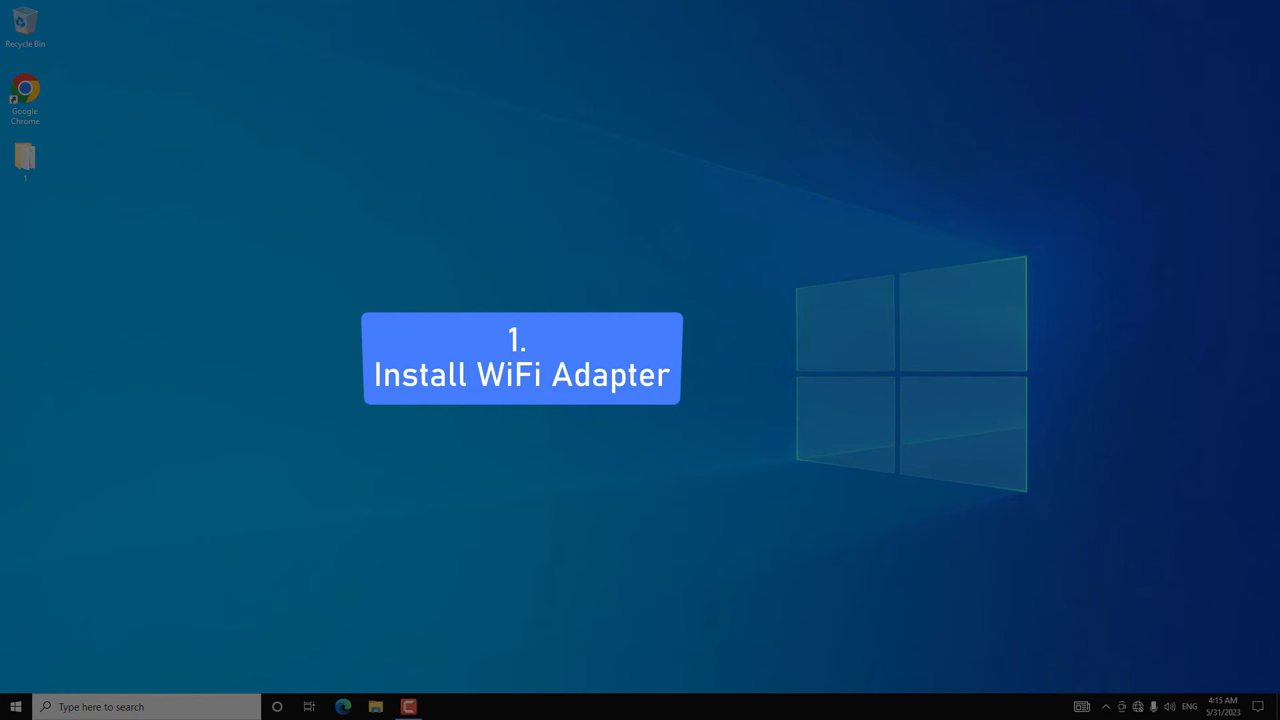 Recycle Bin
Google
Chrome
1
1.
Install WiFi Adapter
Type here to search
ENG
4:15 AM
5/31/2023